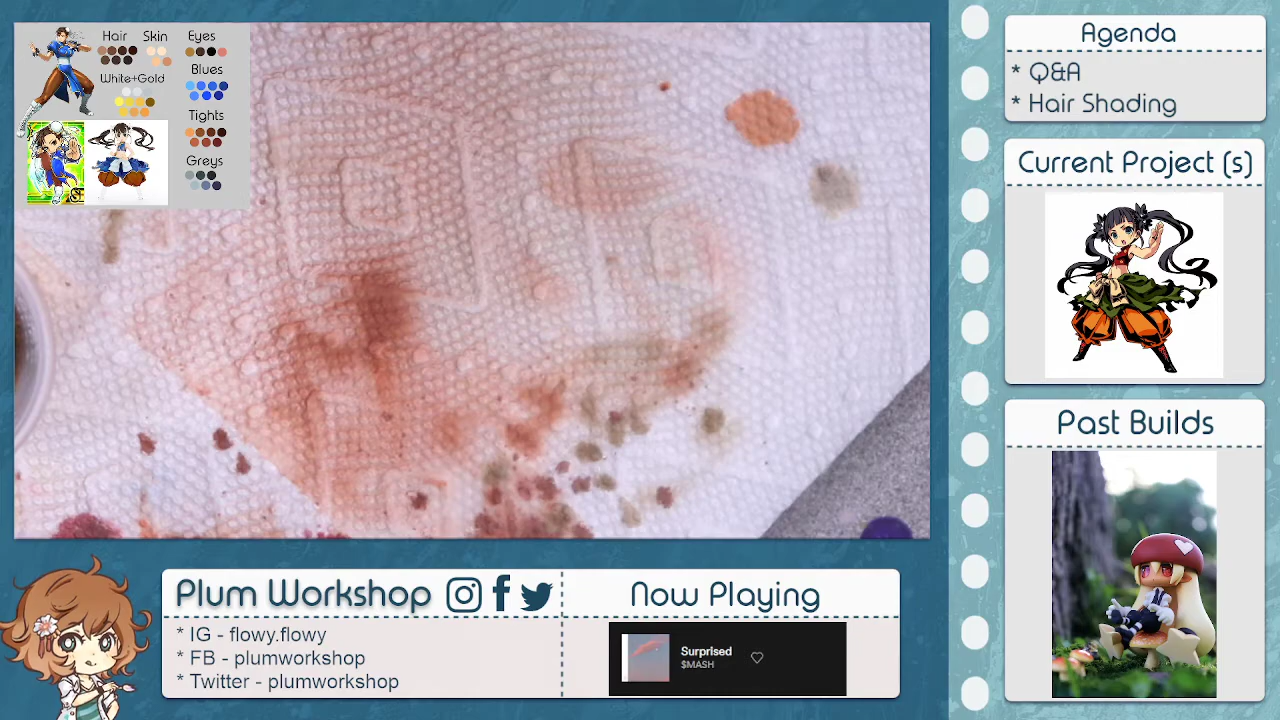 Hair Skin Eyes
White+Gold
Blues
Tights
Greys
Agenda
* Q&A
* Hair Shading
Current Project (s)
Past Builds
Plum Workshop
* IG - flowy.flowy
* FB - plumworkshop
* Twitter - plumworkshop
Now Playing
Surprised
$MASH